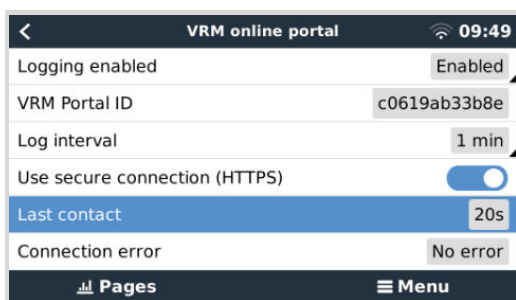 VRM online portal 09:49
Logging enabled Enabled
VRM Portal ID c0619ab33b8e
Log interval 1 min
Use secure connection (HTTPS)
Last contact 20s
Connection error No error
Pages Menu